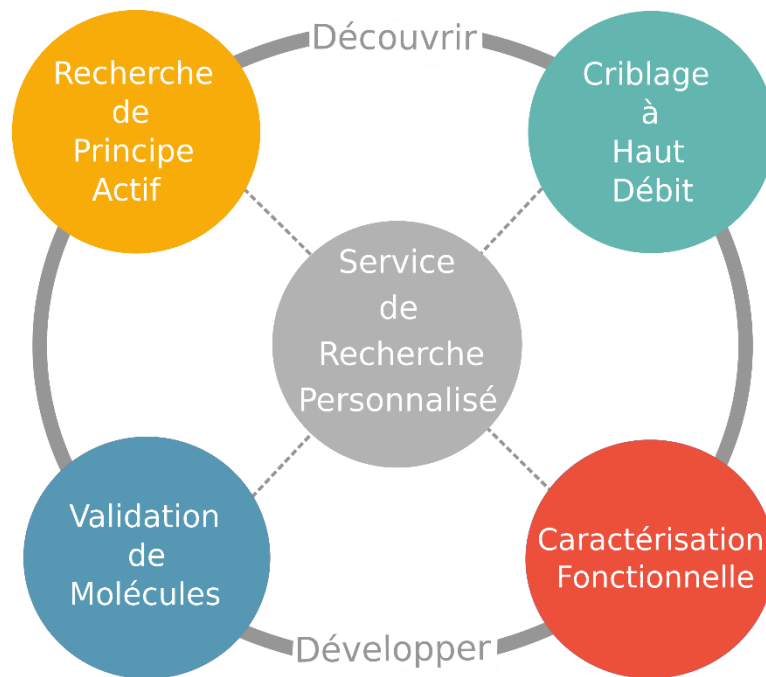 Découvrir
Recherche
de
Principe
Actif
Criblage
à
Haut
Débit
Service
de
Recherche
Personnalisé
Validation
de
Molécules
Caractérisation
Fonctionnelle
Développer